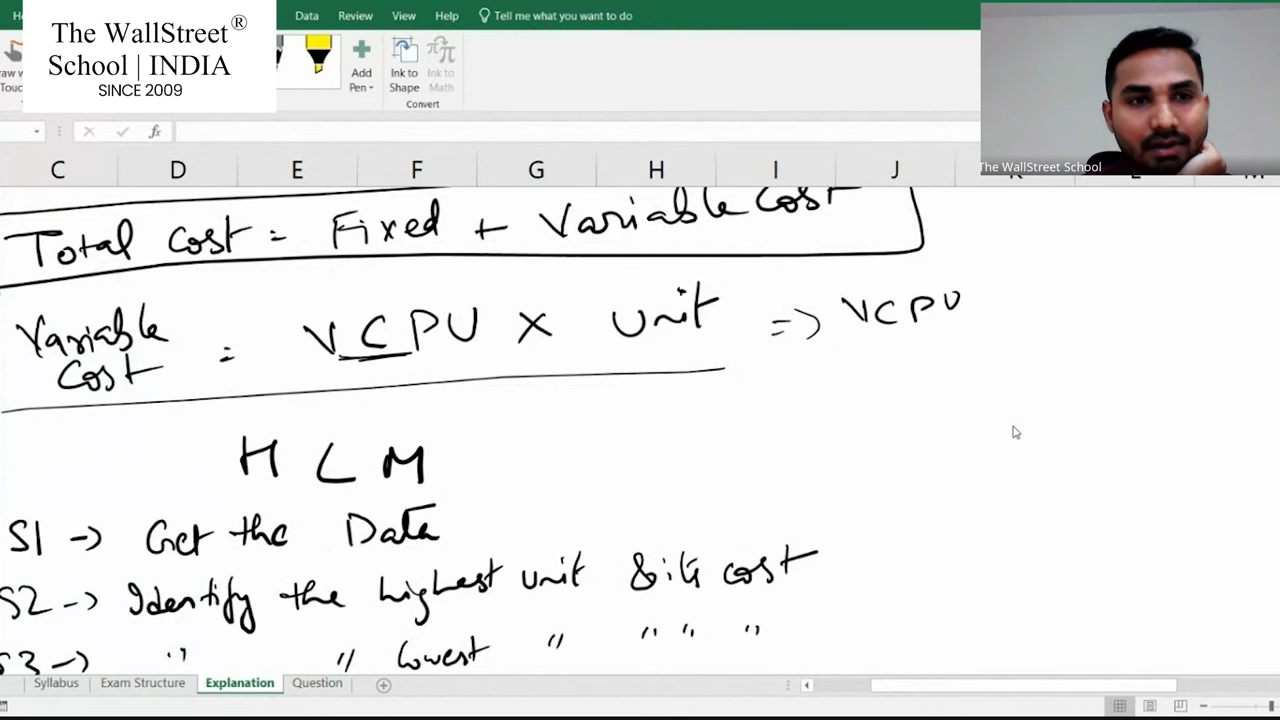 Data Review View Help Tell me what you want to do
The WallStreet®
School | INDIA
SINCE 2009
Touc
Add
Pen
Ink to
Shape
Ink to
Math
Convert
fx
The WallStreet School
C D E F G H I J
Total Cost = Fixed + Variable Cost
Variable
Cost = VCPU X Unit => VCPU
HLM
S1 -> Get the Data
S2 -> Identify the highest unit & its cost
S3 -> " " lowest " " " "
Syllabus Exam Structure Explanation Question